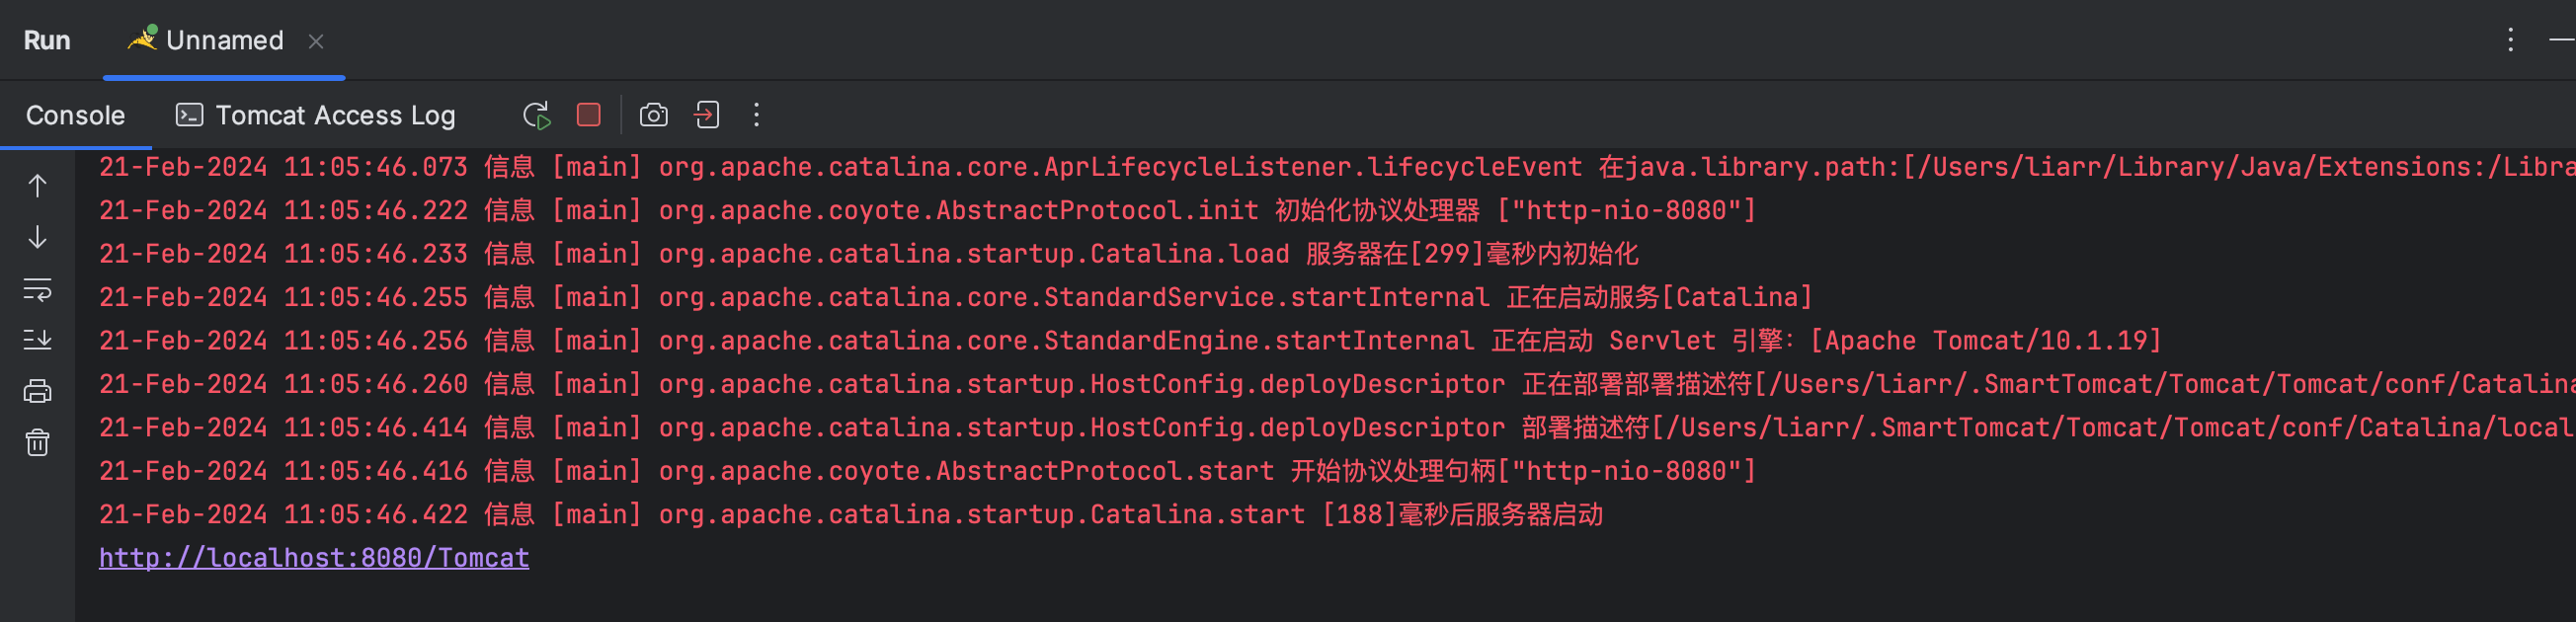 Run Unnamed
Console Tomcat Access Log
21-Feb-2024 11:05:46.073 信息 [main] org.apache.catalina.core.AprLifecycleListener.lifecycleEvent 在java.library.path:[/Users/liarr/Library/Java/Extensions:/Libra
21-Feb-2024 11:05:46.222 信息 [main] org.apache.coyote.AbstractProtocol.init 初始化协议处理器 ["http-nio-8080"]
21-Feb-2024 11:05:46.233 信息 [main] org.apache.catalina.startup.Catalina.load 服务器在[299]毫秒内初始化
21-Feb-2024 11:05:46.255 信息 [main] org.apache.catalina.core.StandardService.startInternal 正在启动服务[Catalina]
21-Feb-2024 11:05:46.256 信息 [main] org.apache.catalina.core.StandardEngine.startInternal 正在启动 Servlet 引擎：[Apache Tomcat/10.1.19]
21-Feb-2024 11:05:46.260 信息 [main] org.apache.catalina.startup.HostConfig.deployDescriptor 正在部署部署描述符[/Users/liarr/.SmartTomcat/Tomcat/Tomcat/conf/Catalina
21-Feb-2024 11:05:46.414 信息 [main] org.apache.catalina.startup.HostConfig.deployDescriptor 部署描述符[/Users/liarr/.SmartTomcat/Tomcat/Tomcat/conf/Catalina/local
21-Feb-2024 11:05:46.416 信息 [main] org.apache.coyote.AbstractProtocol.start 开始协议处理句柄["http-nio-8080"]
21-Feb-2024 11:05:46.422 信息 [main] org.apache.catalina.startup.Catalina.start [188]毫秒后服务器启动
http://localhost:8080/Tomcat